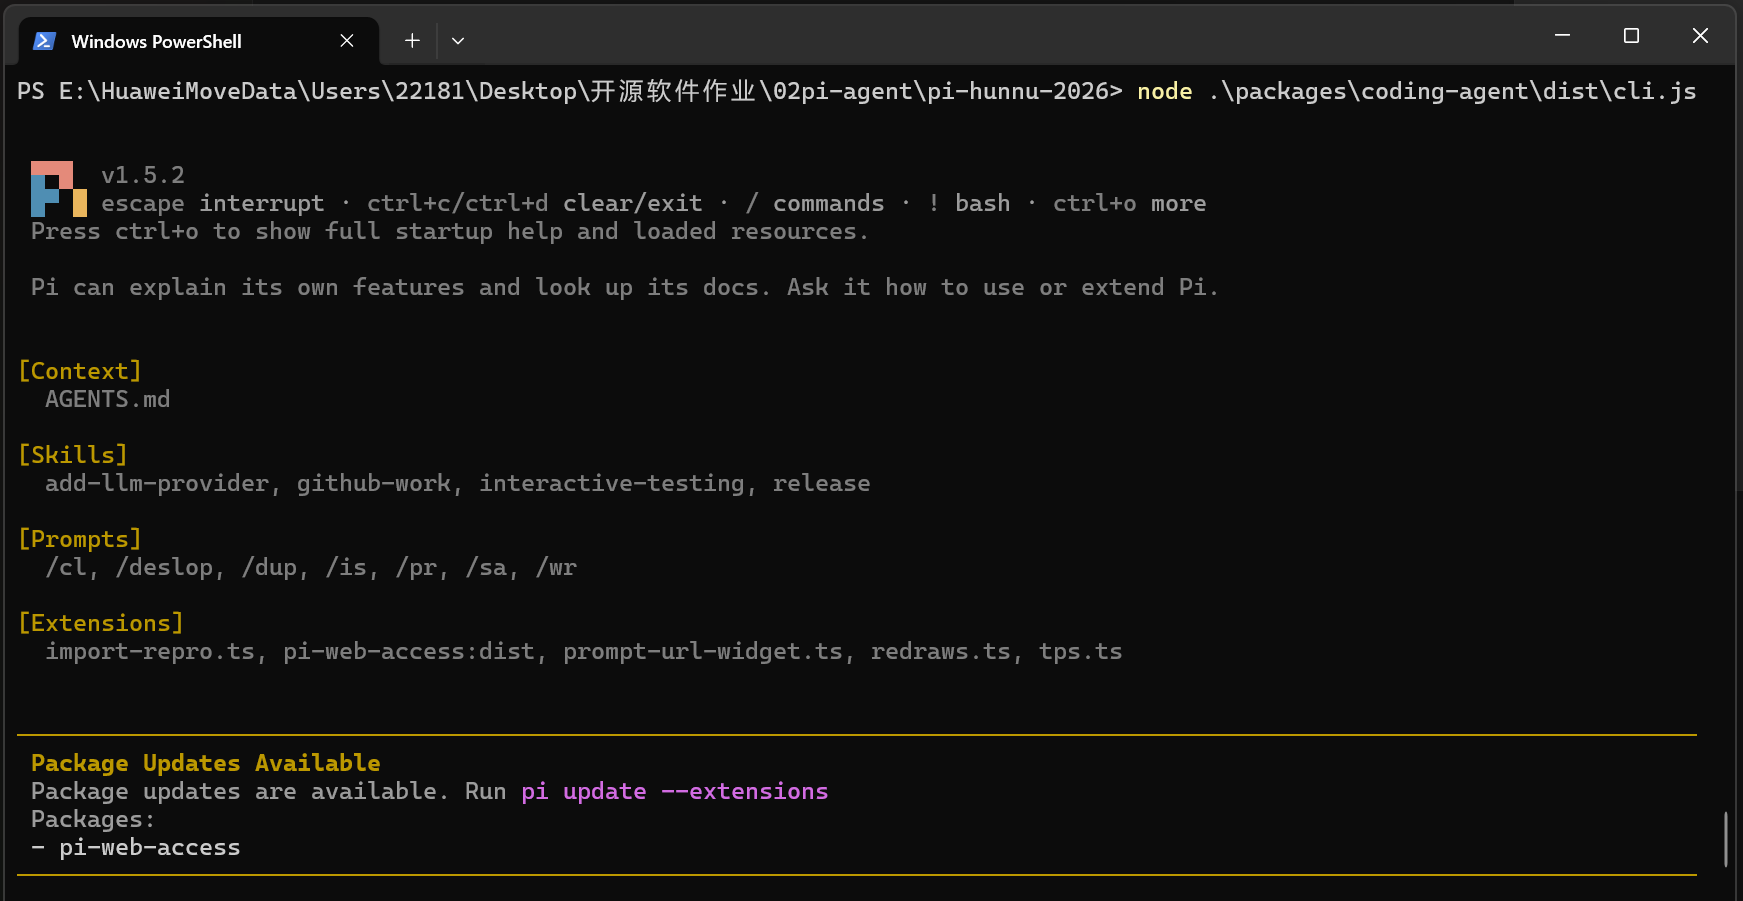 Windows PowerShell
PS E:\HuaweiMoveData\Users\22181\Desktop\开源软件作业\02pi-agent\pi-hunnu-2026> node .\packages\coding-agent\dist\cli.js
v1.5.2
escape interrupt · ctrl+c/ctrl+d clear/exit · / commands · ! bash · ctrl+o more
Press ctrl+o to show full startup help and loaded resources.
Pi can explain its own features and look up its docs. Ask it how to use or extend Pi.
[Context]
AGENTS.md
[Skills]
add-llm-provider, github-work, interactive-testing, release
[Prompts]
/cl, /deslop, /dup, /is, /pr, /sa, /wr
[Extensions]
import-repro.ts, pi-web-access:dist, prompt-url-widget.ts, redraws.ts, tps.ts
Package Updates Available
Package updates are available. Run pi update --extensions
Packages:
- pi-web-access